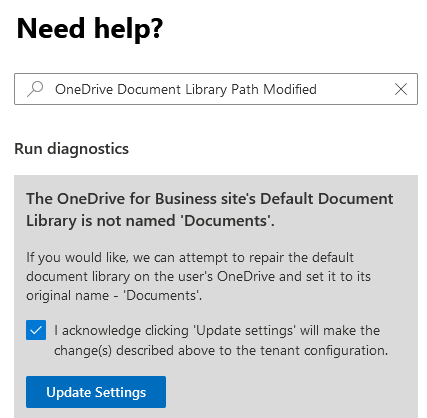 Need help?
OneDrive Document Library Path Modified
Run diagnostics
The OneDrive for Business site's Default Document
Library is not named 'Documents'.
If you would like, we can attempt to repair the default
document library on the user's OneDrive and set it to its
original name - 'Documents'.
I acknowledge clicking 'Update settings' will make the
change(s) described above to the tenant configuration.
Update Settings